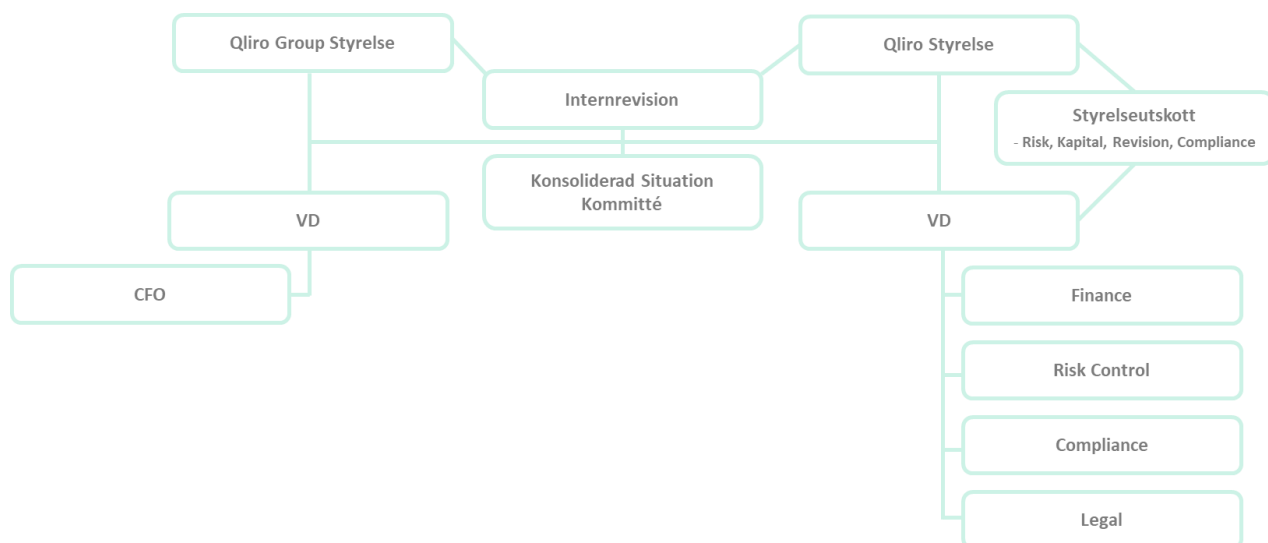 Qliro Group Styrelse
Qliro Styrelse
Internrevision
Styrelseutskott
- Risk, Kapital, Revision, Compliance
Konsoliderad Situation
Kommitté
VD
VD
CFO
Finance
Risk Control
Compliance
Legal